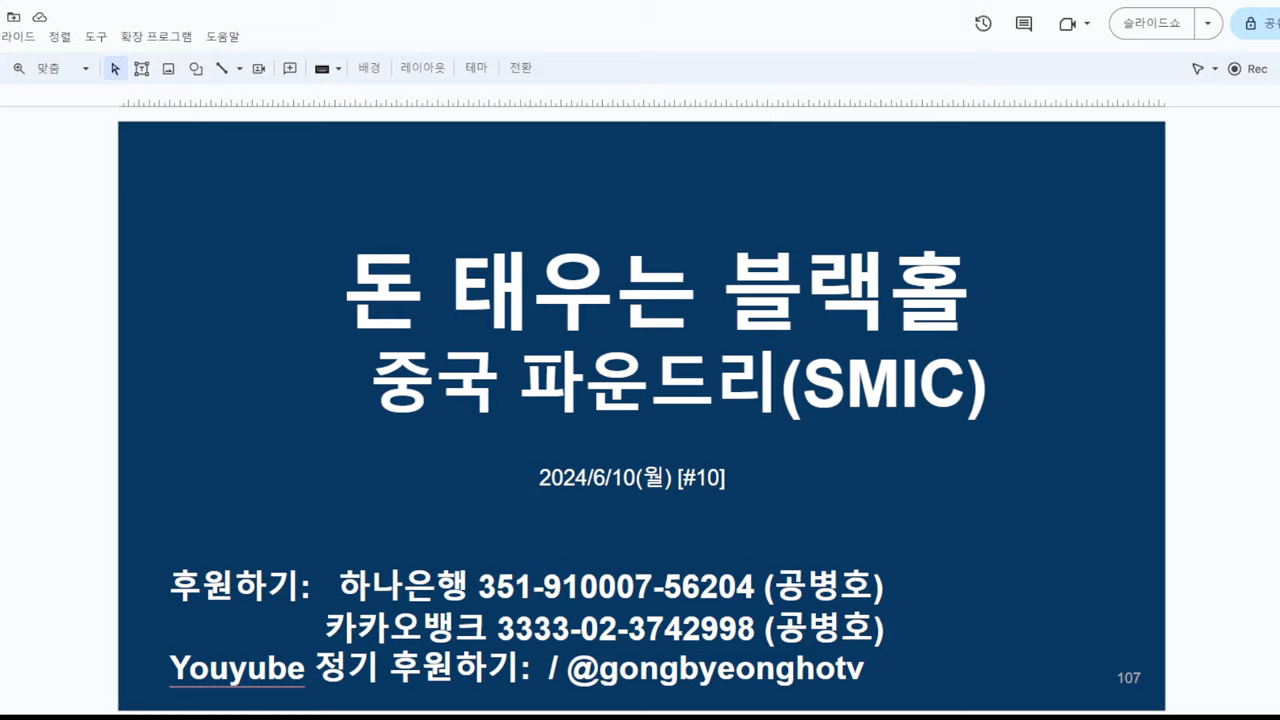 라이드 정렬 도구 확장 프로그램 도움말 슬라이드쇼
맞춤 배경 레이아웃 테마 전환 Rec
돈 태우는 블랙홀
중국 파운드리(SMIC)
2024/6/10(월) [#10]
후원하기: 하나은행 351-910007-56204 (공병호)
카카오뱅크 3333-02-3742998 (공병호)
Youyube 정기 후원하기: / @gongbyeonghotv
107